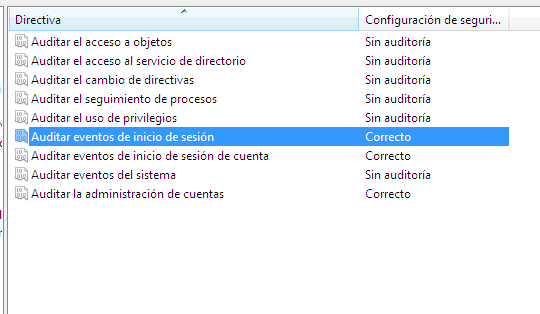 Directiva Configuración de seguri...
Auditar el acceso a objetos Sin auditoría
Auditar el acceso al servicio de directorio Sin auditoría
Auditar el cambio de directivas Sin auditoría
Auditar el seguimiento de procesos Sin auditoría
Auditar el uso de privilegios Sin auditoría
Auditar eventos de inicio de sesión Correcto
Auditar eventos de inicio de sesión de cuenta Correcto
Auditar eventos del sistema Sin auditoría
Auditar la administración de cuentas Correcto